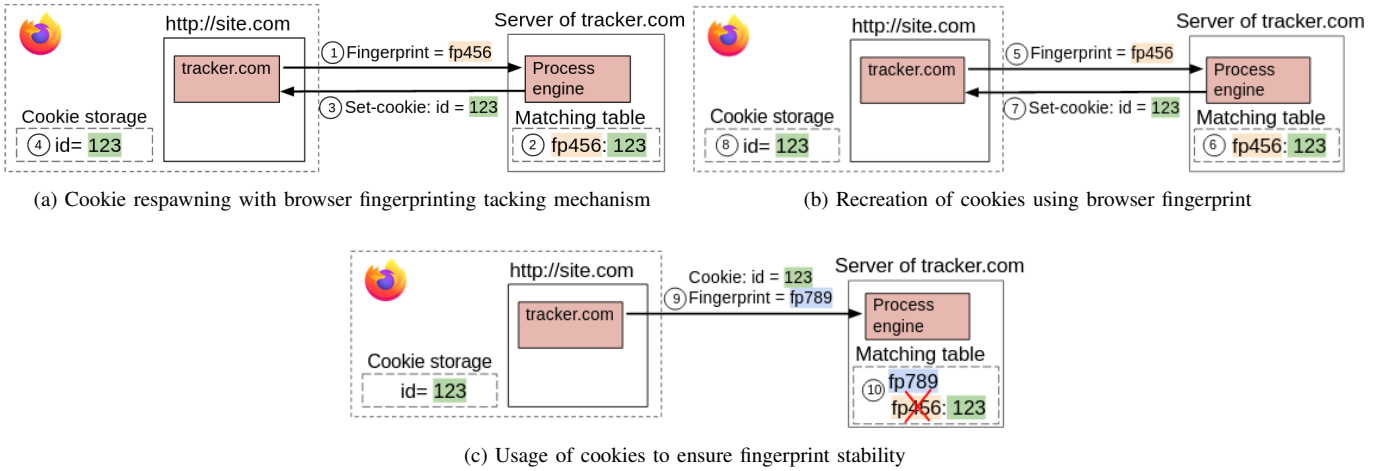 http://site.com
Server of tracker.com
tracker.com
① Fingerprint = fp456
Process
engine
③ Set-cookie: id = 123
Cookie storage
④ id= 123
Matching table
② fp456: 123
(a) Cookie respawning with browser fingerprinting tacking mechanism
http://site.com
Server of tracker.com
tracker.com
⑤ Fingerprint = fp456
Process
engine
⑦ Set-cookie: id = 123
Cookie storage
⑧ id= 123
Matching table
⑥ fp456: 123
(b) Recreation of cookies using browser fingerprint
http://site.com
Server of tracker.com
Cookie: id = 123
⑨ Fingerprint = fp789
tracker.com
Process
engine
Cookie storage
id= 123
Matching table
⑩ fp789
fp456: 123
(c) Usage of cookies to ensure fingerprint stability